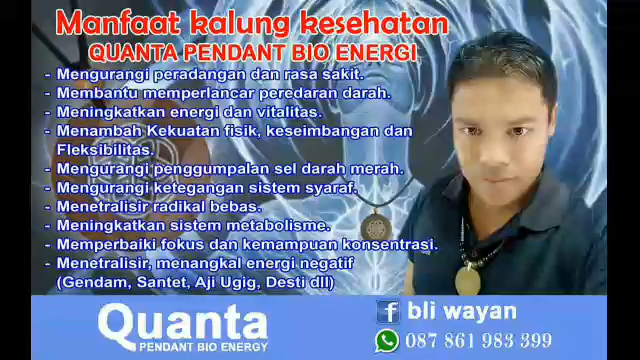 Manfaat kalung kesehatan
QUANTA PENDANT BIO ENERGI
- Mengurangi peradangan dan rasa sakit.
- Membantu memperlancar peredaran darah.
- Meningkatkan energi dan vitalitas.
- Menambah Kekuatan fisik, keseimbangan dan
Fleksibilitas.
- Mengurangi penggumpalan sel darah merah.
- Mengurangi ketegangan sistem syaraf.
- Menetralisir radikal bebas.
- Meningkatkan sistem metabolisme.
- Memperbaiki fokus dan kemampuan konsentrasi.
- Menetralisir, menangkal energi negatif
(Gendam, Santet, Aji Ugig, Desti dll)
Quanta
PENDANT BIO ENERGY
f bli wayan
087 861 983 399